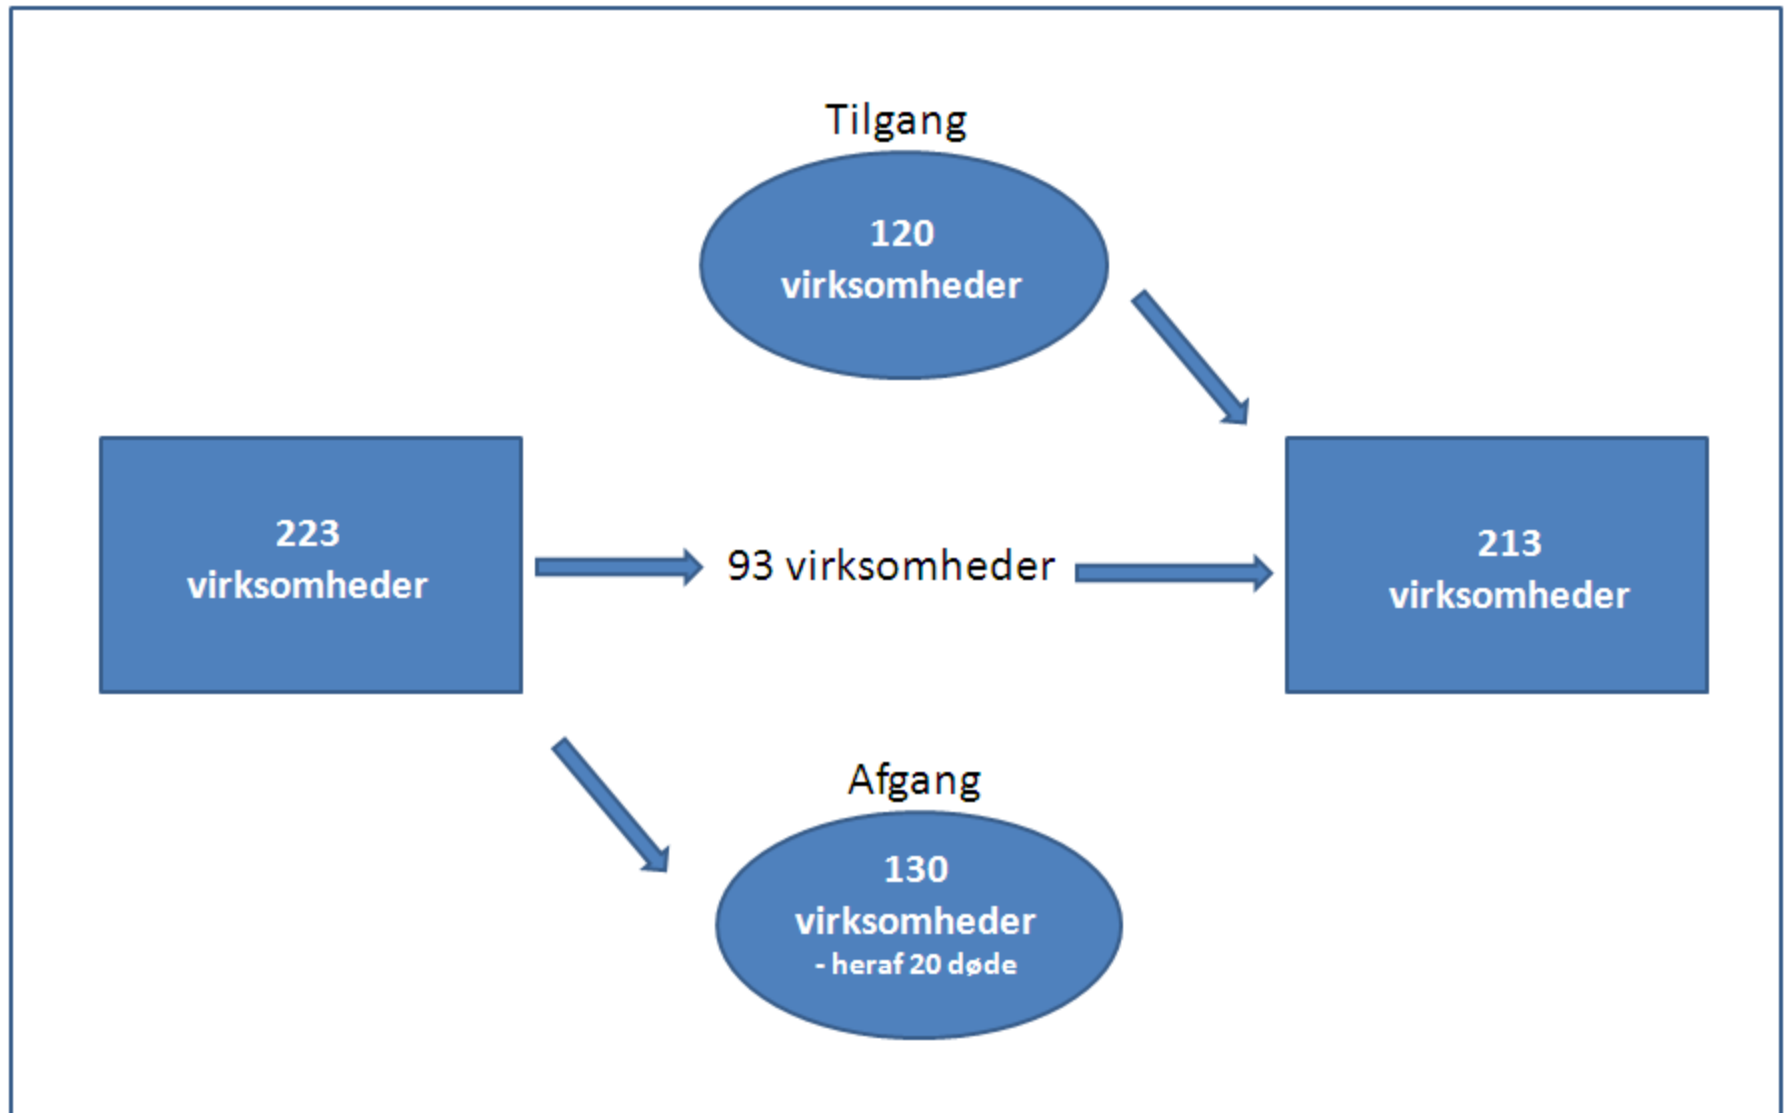 Tilgang
120
virksomheder
223
virksomheder
93 virksomheder
213
virksomheder
Afgang
130
virksomheder
- heraf 20 døde